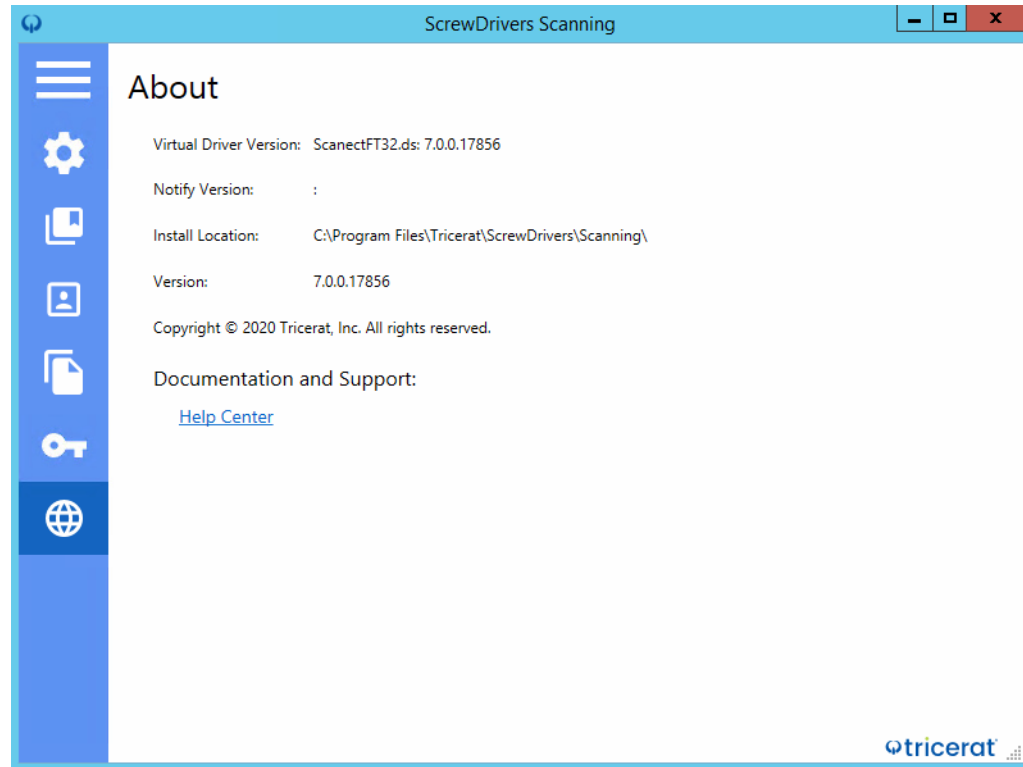 ScrewDrivers Scanning
About
Virtual Driver Version: ScanectFT32.ds: 7.0.0.17856
Notify Version: :
Install Location: C:\Program Files\Tricerat\ScrewDrivers\Scanning\
Version: 7.0.0.17856
Copyright © 2020 Tricerat, Inc. All rights reserved.
Documentation and Support:
Help Center
tricerat